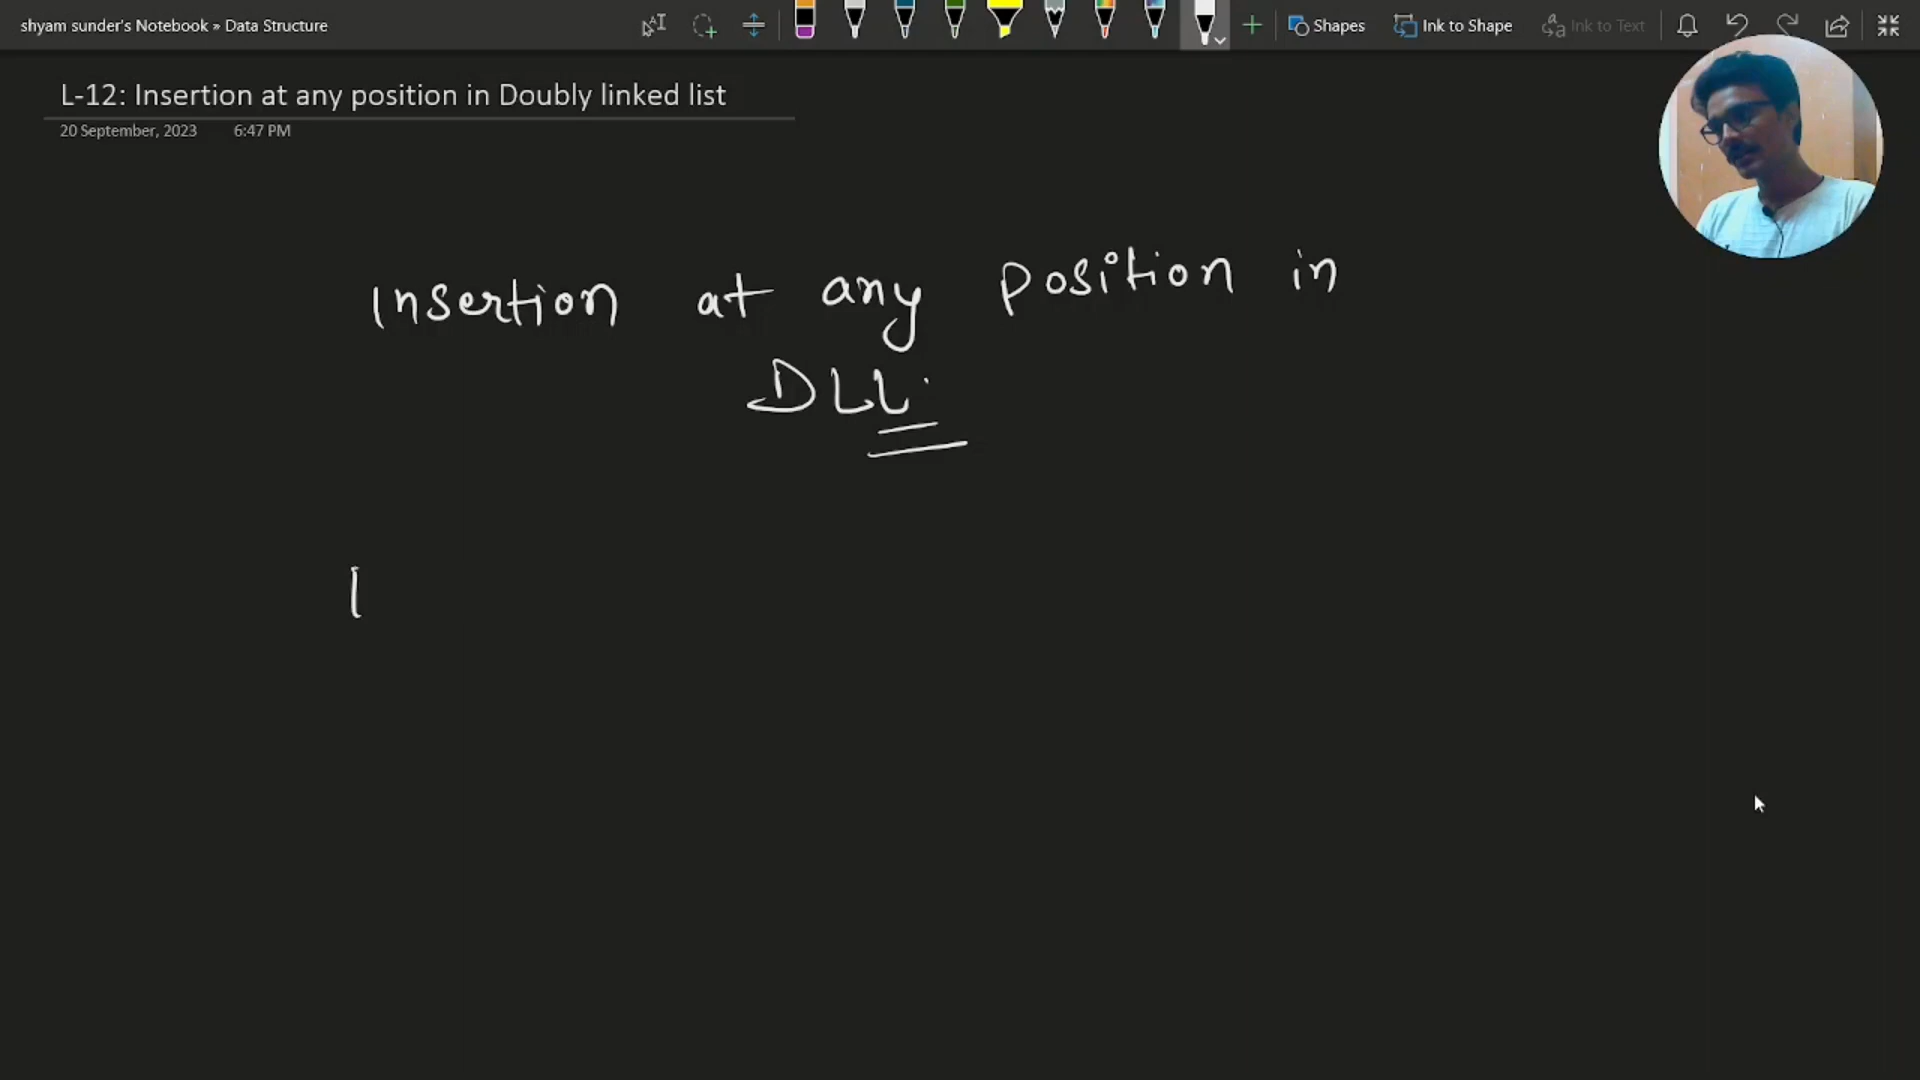 shyam sunder's Notebook » Data Structure
Shapes
Ink to Shape
Ink to Text
L-12: Insertion at any position in Doubly linked list
20 September, 2023 6:47 PM
Insertion at any position in
DLL